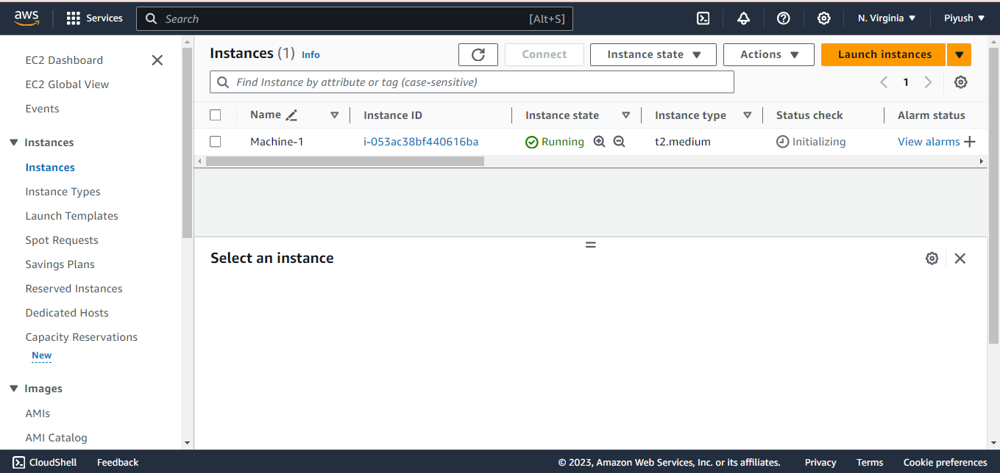 aws Services Search [Alt+S] N. Virginia Piyush
EC2 Dashboard
EC2 Global View
Events
Instances
Instances
Instance Types
Launch Templates
Spot Requests
Savings Plans
Reserved Instances
Dedicated Hosts
Capacity Reservations
New
Images
AMIs
AMI Catalog
Instances (1) Info Connect Instance state Actions Launch instances
Find Instance by attribute or tag (case-sensitive) 1
Name Instance ID Instance state Instance type Status check Alarm status
Machine-1 i-053ac38bf440616ba Running t2.medium Initializing View alarms
Select an instance
CloudShell Feedback © 2023, Amazon Web Services, Inc. or its affiliates. Privacy Terms Cookie preferences